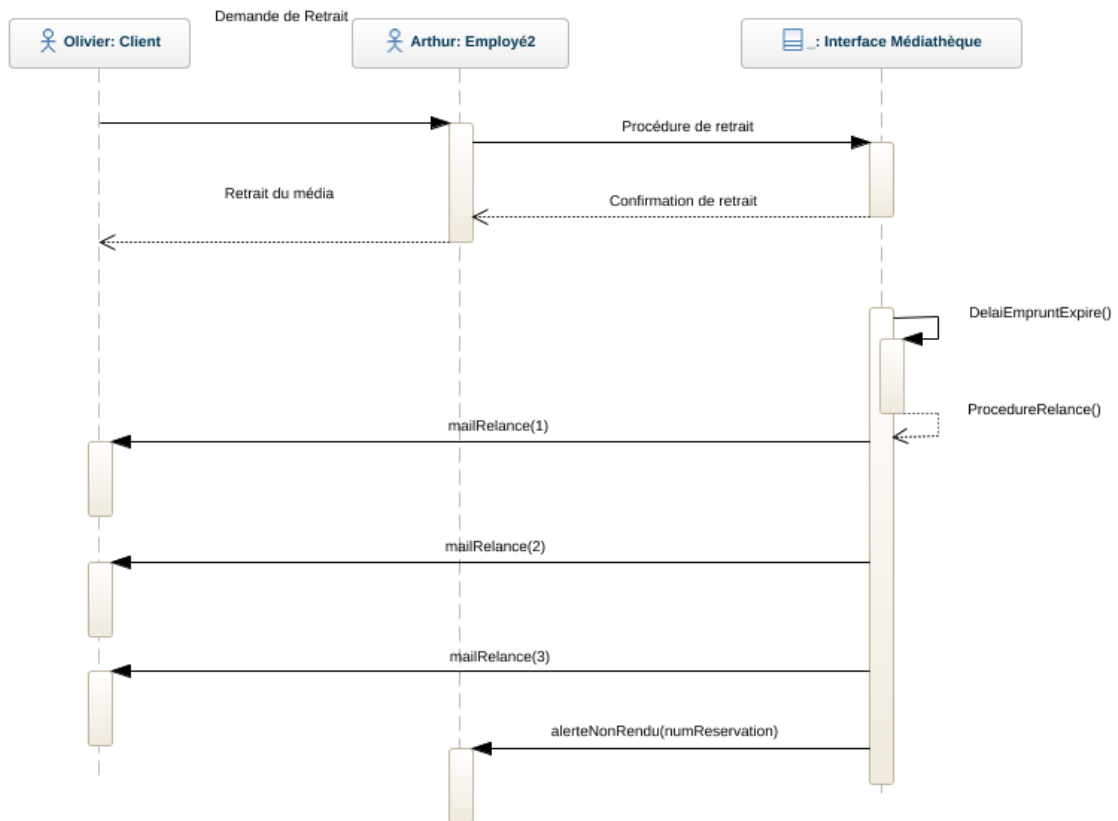 Demande de Retrait
Olivier: Client
Arthur: Employé2
_: Interface Médiathèque
Procédure de retrait
Retrait du média
Confirmation de retrait
DelaiEmpruntExpire()
ProcedureRelance()
mailRelance(1)
mailRelance(2)
mailRelance(3)
alerteNonRendu(numReservation)